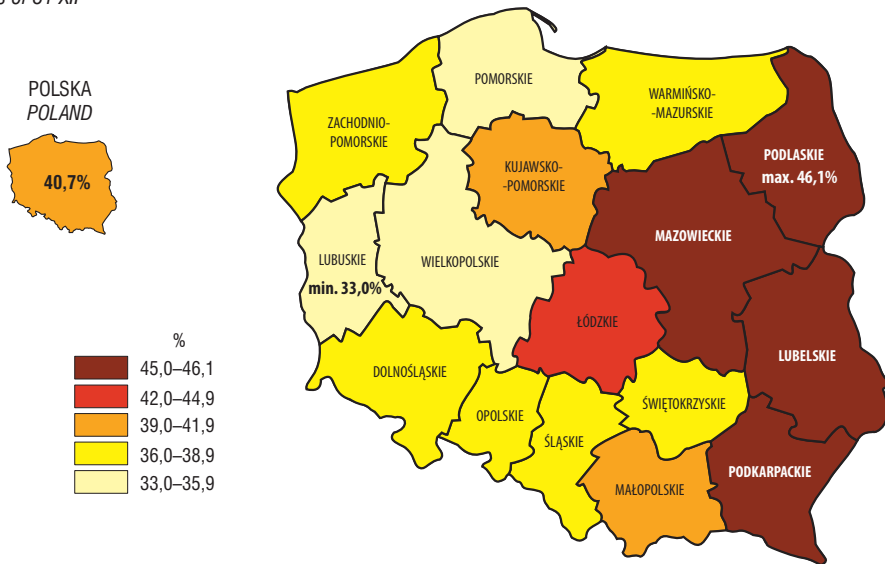 31 XII
POLSKA
POLAND
40,7%
%
45,0–46,1
42,0–44,9
39,0–41,9
36,0–38,9
33,0–35,9
POMORSKIE
ZACHODNIO-
POMORSKIE
WARMIŃSKO-
-MAZURSKIE
KUJAWSKO-
-POMORSKIE
PODLASKIE
max. 46,1%
MAZOWIECKIE
LUBUSKIE
min. 33,0%
WIELKOPOLSKIE
ŁÓDZKIE
LUBELSKIE
DOLNOŚLĄSKIE
OPOLSKIE
ŚLĄSKIE
ŚWIĘTOKRZYSKIE
MAŁOPOLSKIE
PODKARPACKIE